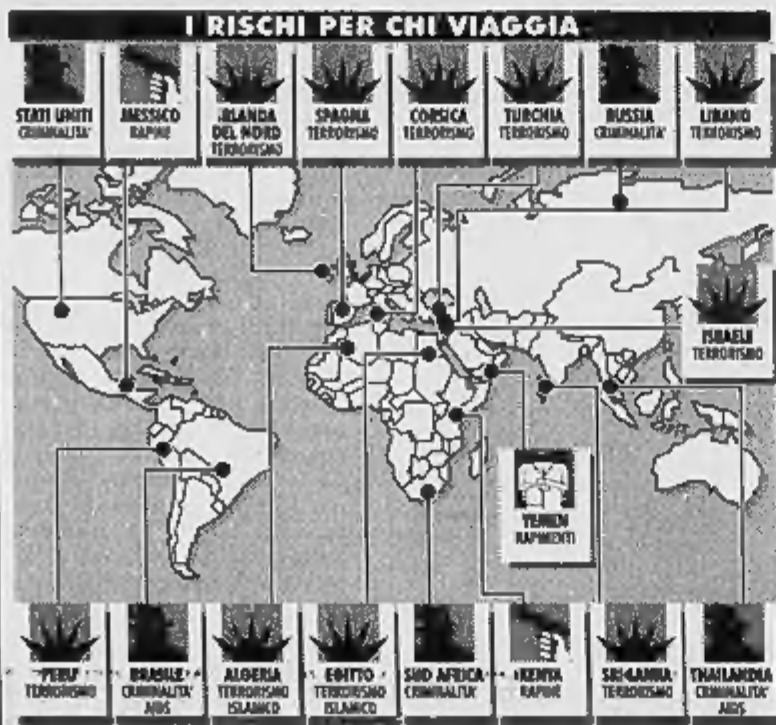 I RISCHI PER CHI VIAGGIA
STATI UNITI
CRIMINALITA'
MESSICO
RAPINE
IRLANDA
DEL NORD
TERRORISMO
SPAGNA
TERRORISMO
CORSICA
TERRORISMO
TURCHIA
TERRORISMO
RUSSIA
CRIMINALITA'
LIBANO
TERRORISMO
ISRAELE
TERRORISMO
YEMEN
RAPIMENTI
PERU'
TERRORISMO
BRASILE
CRIMINALITA'
AIDS
ALGERIA
TERRORISMO
ISLAMICO
EGITTO
TERRORISMO
ISLAMICO
SUD AFRICA
CRIMINALITA'
KENYA
RAPINE
SRI LANKA
TERRORISMO
THAILANDIA
CRIMINALITA'
AIDS